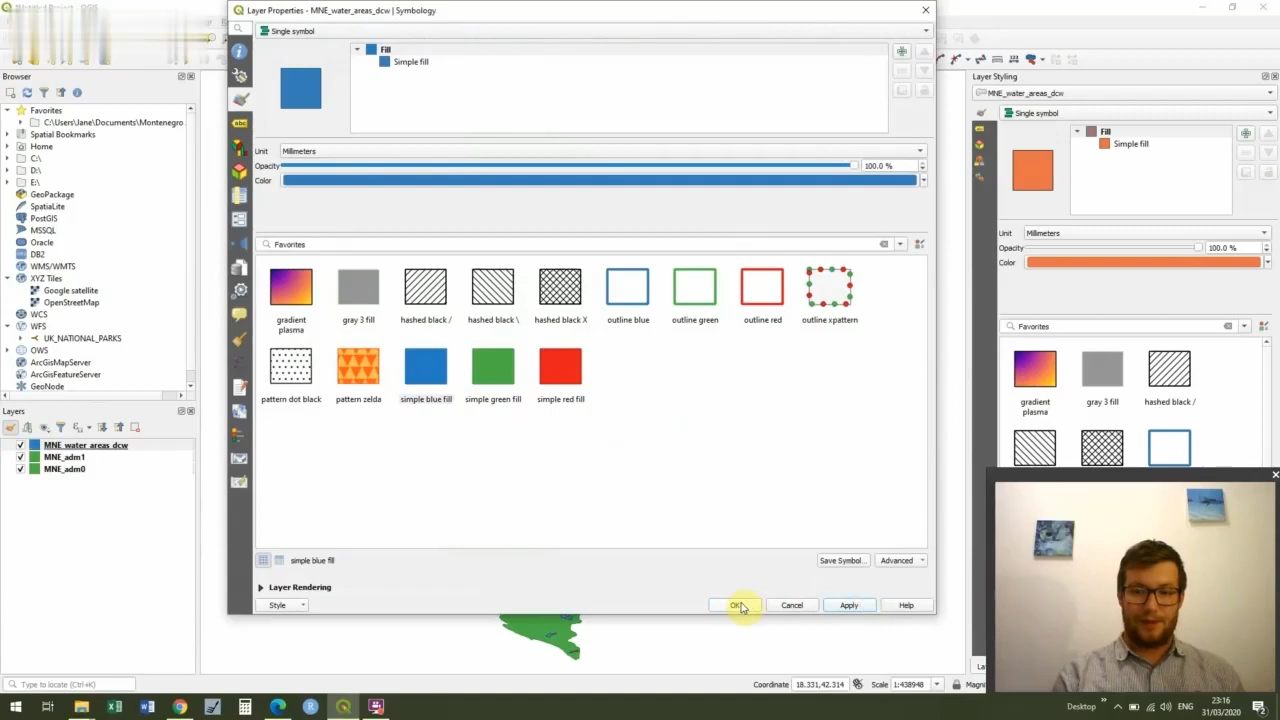 Untitled Project - QGIS
Layer Properties - MNE_water_areas_dcw | Symbology
Single symbol
Fill
Simple fill
Unit
Millimeters
Opacity
100.0 %
Color
Favorites
gradient plasma
gray 3 fill
hashed black /
hashed black \
hashed black X
outline blue
outline green
outline red
outline xpattern
pattern dot black
pattern zelda
simple blue fill
simple green fill
simple red fill
simple blue fill
Save Symbol...
Advanced
Layer Rendering
Style
OK
Cancel
Apply
Help
Browser
Favorites
C:\Users\Jane\Documents\Montenegro
Spatial Bookmarks
Home
C:\
D:\
E:\
GeoPackage
SpatiaLite
PostGIS
MSSQL
Oracle
DB2
WMS/WMTS
XYZ Tiles
Google satellite
OpenStreetMap
WCS
WFS
UK_NATIONAL_PARKS
OWS
ArcGisMapServer
ArcGisFeatureServer
GeoNode
Layers
MNE_water_areas_dcw
MNE_adm1
MNE_adm0
Layer Styling
MNE_water_areas_dcw
Single symbol
Fill
Simple fill
Unit
Millimeters
Opacity
100.0 %
Color
Favorites
gradient plasma
gray 3 fill
hashed black /
Type to locate (Ctrl+K)
Coordinate
18.331,42.314
Scale
1:438948
Magni
Desktop
ENG
23:16
31/03/2020